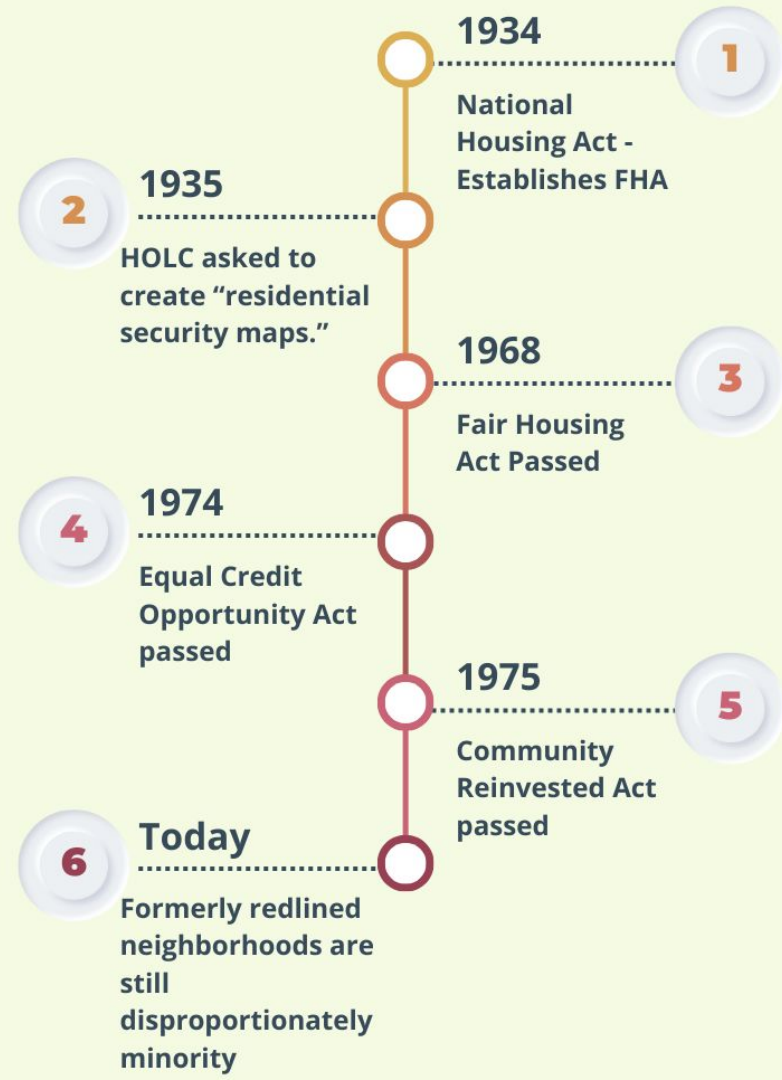 1934
1
National
Housing Act -
Establishes FHA
1935
2
HOLC asked to
create “residential
security maps.”
1968
3
Fair Housing
Act Passed
1974
4
Equal Credit
Opportunity Act
passed
1975
5
Community
Reinvested Act
passed
Today
6
Formerly redlined
neighborhoods are
still
disproportionately
minority